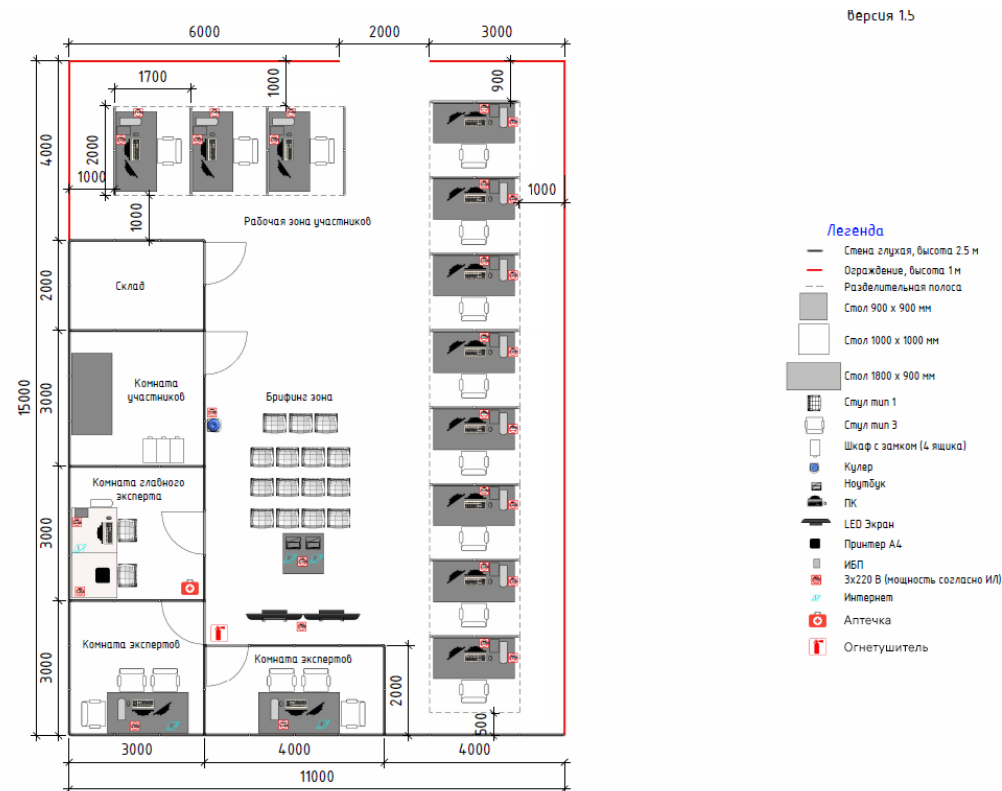 версия 1.5
6000
2000
3000
1700
1000
900
4000
2000
1000
1000
1000
Рабочая зона участников
Склад
2000
15000
3000
Комната
участников
Брифинг зона
Комната главного
эксперта
3000
Комната экспертов
3000
Комната экспертов
2000
500
3000
4000
4000
11000
Легенда
Стена глухая, высота 2.5 м
Ограждение, высота 1 м
Разделительная полоса
Стол 900 х 900 мм
Стол 1000 х 1000 мм
Стол 1800 х 900 мм
Стул тип 1
Стул тип 3
Шкаф с замком (4 ящика)
Кулер
Ноутбук
ПК
LED Экран
Принтер А4
ИБП
3х220 В (мощность согласно ИЛ)
Интернет
Аптечка
Огнетушитель